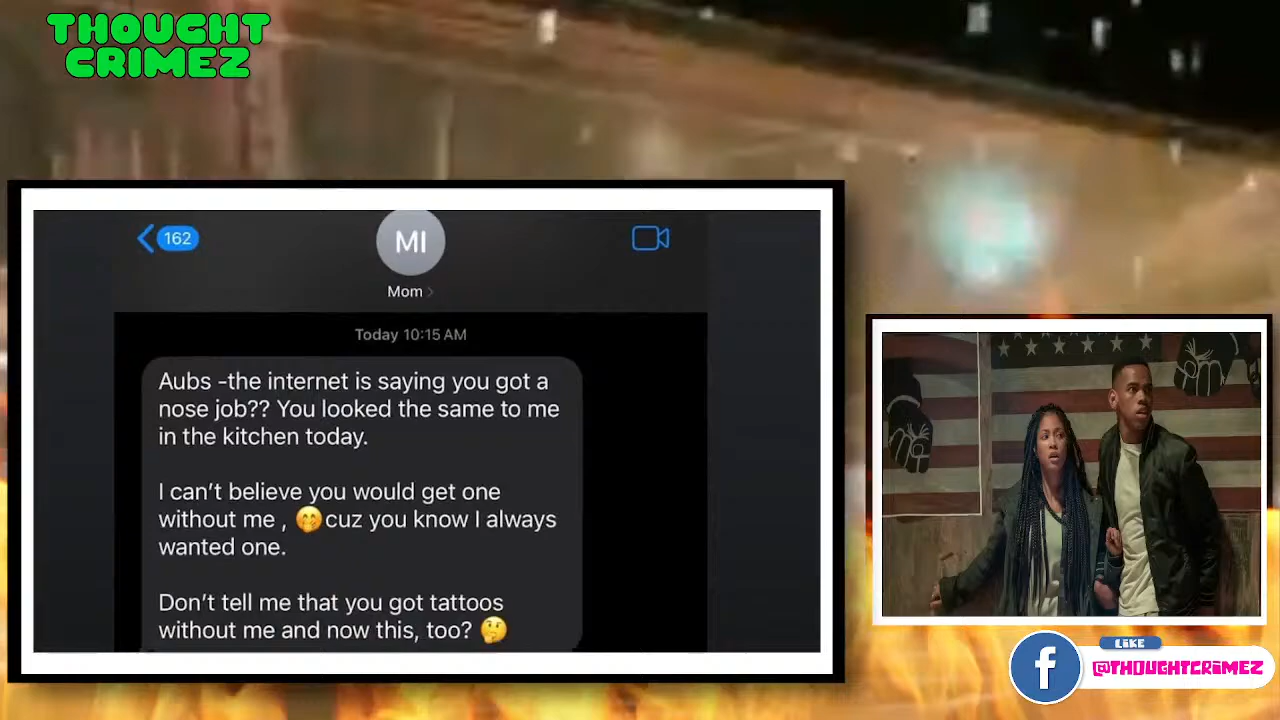 THOUGHT
CRIMEZ
162
MI
Mom
Today 10:15 AM
Aubs -the internet is saying you got a
nose job?? You looked the same to me
in the kitchen today.
I can't believe you would get one
without me , 🤭cuz you know I always
wanted one.
Don't tell me that you got tattoos
without me and now this, too? 🤔
LIKE
f
@THOUGHTCRIMEZ